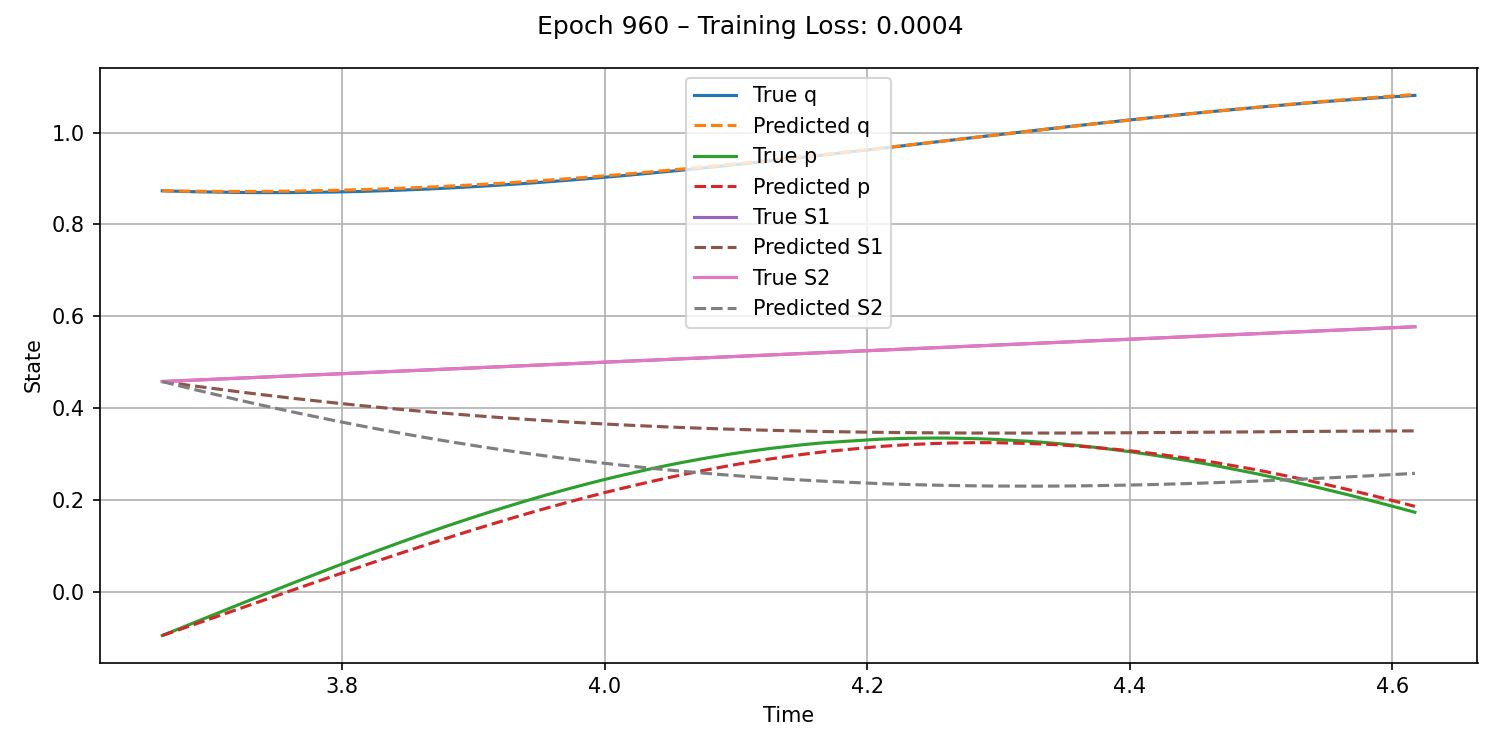 Epoch 960 – Training Loss: 0.0004
True q
Predicted q
True p
Predicted p
True S1
Predicted S1
True S2
Predicted S2
State
1.0
0.8
0.6
0.4
0.2
0.0
3.8
4.0
4.2
4.4
4.6
Time